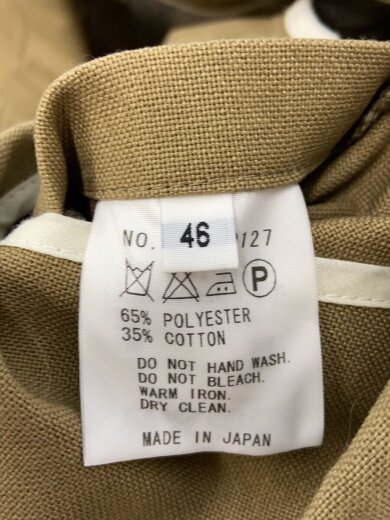 NO. 46 127
P
65% POLYESTER
35% COTTON
DO NOT HAND WASH.
DO NOT BLEACH.
WARM IRON.
DRY CLEAN.
MADE IN JAPAN